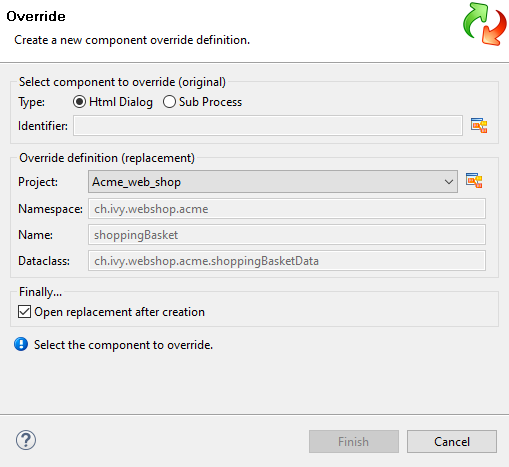 Override
Create a new component override definition.
Select component to override (original)
Type: Html Dialog Sub Process
Identifier:
Override definition (replacement)
Project: Acme_web_shop
Namespace: ch.ivy.webshop.acme
Name: shoppingBasket
Dataclass: ch.ivy.webshop.acme.shoppingBasketData
Finally...
Open replacement after creation
Select the component to override.
? Finish Cancel